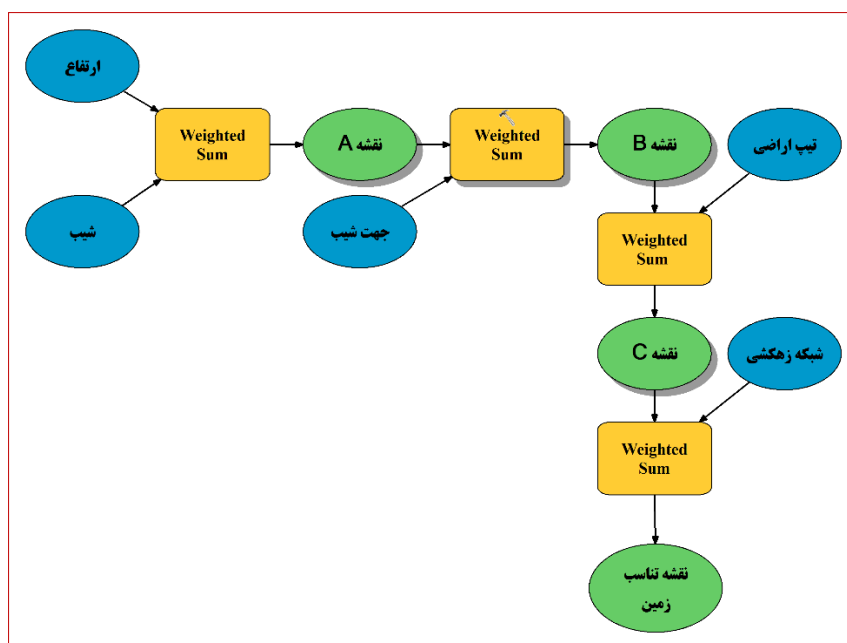 ارتفاع
Weighted
Sum
نقشه A
Weighted
Sum
نقشه B
تیپ اراضی
شیب
جهت شیب
Weighted
Sum
نقشه C
شبکه زهکشی
Weighted
Sum
نقشه تناسب
زمین